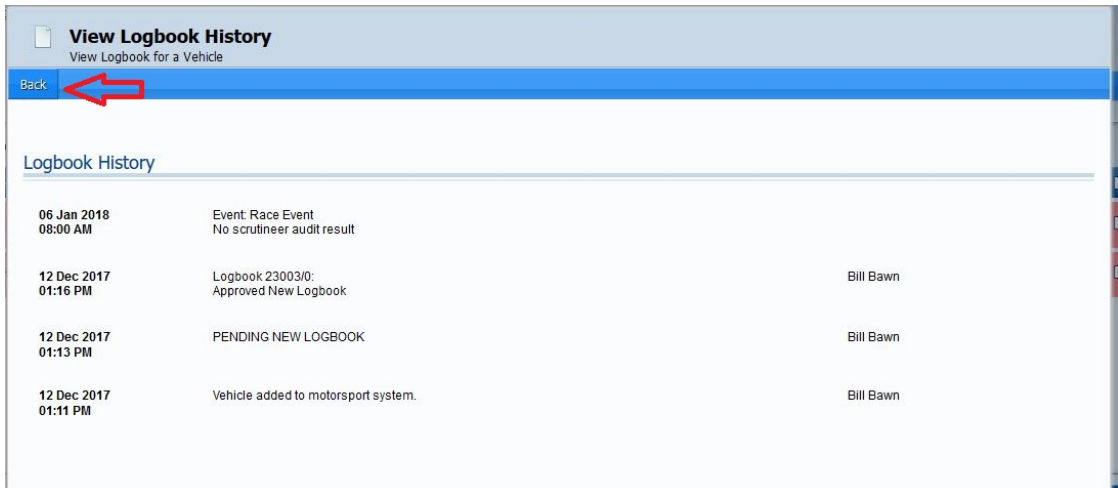 View Logbook History
View Logbook for a Vehicle
Back
Logbook History
06 Jan 2018
08:00 AM
Event: Race Event
No scrutineer audit result
12 Dec 2017
01:16 PM
Logbook 23003/0:
Approved New Logbook
Bill Bawn
12 Dec 2017
01:13 PM
PENDING NEW LOGBOOK
Bill Bawn
12 Dec 2017
01:11 PM
Vehicle added to motorsport system.
Bill Bawn